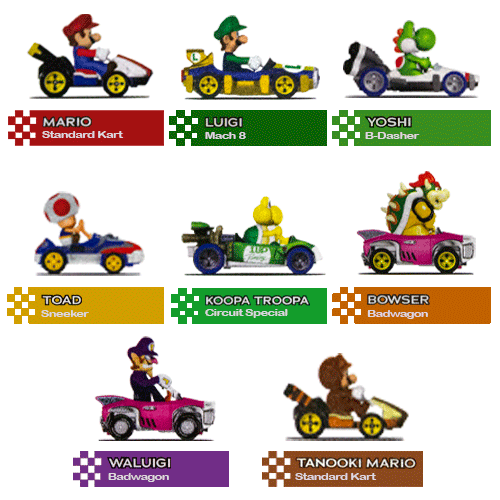 MARIO
Standard Kart
LUIGI
Mach 8
YOSHI
B-Dasher
TOAD
Sneeker
KOOPA TROOPA
Circuit Special
BOWSER
Badwagon
WALUIGI
Badwagon
TANOOKI MARIO
Standard Kart